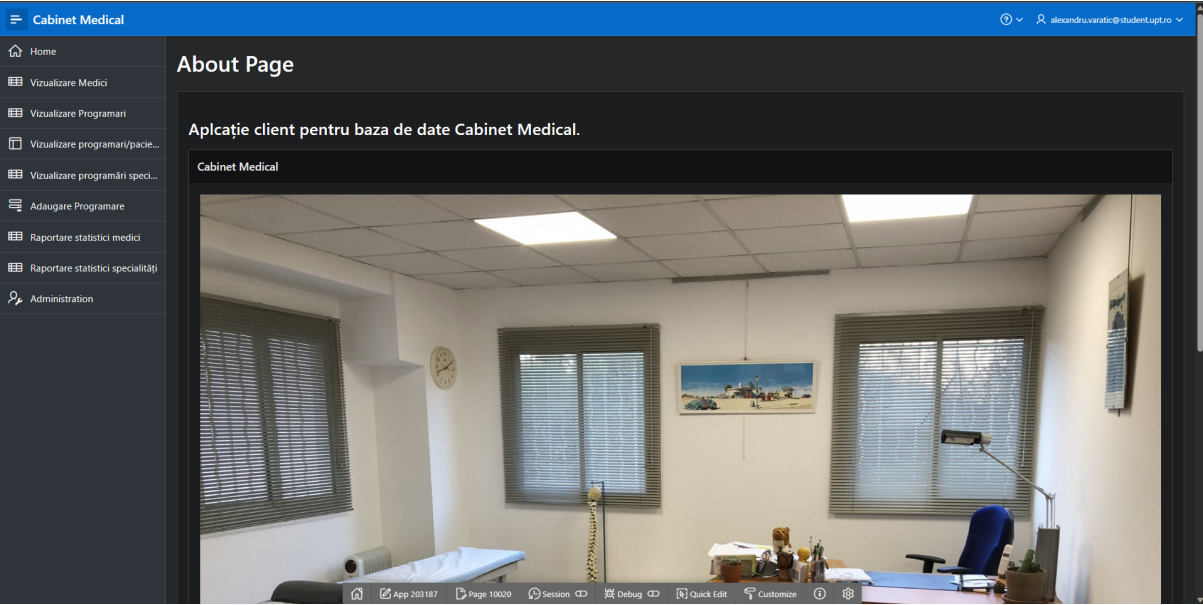 Cabinet Medical
alexandru.varatic@student.upt.ro
Home
Vizualizare Medici
Vizualizare Programari
Vizualizare programari/pacie...
Vizualizare programări speci...
Adaugare Programare
Raportare statistici medici
Raportare statistici specialități
Administration
About Page
Aplcație client pentru baza de date Cabinet Medical.
Cabinet Medical
App 203187 Page 10020 Session Debug Quick Edit Customize